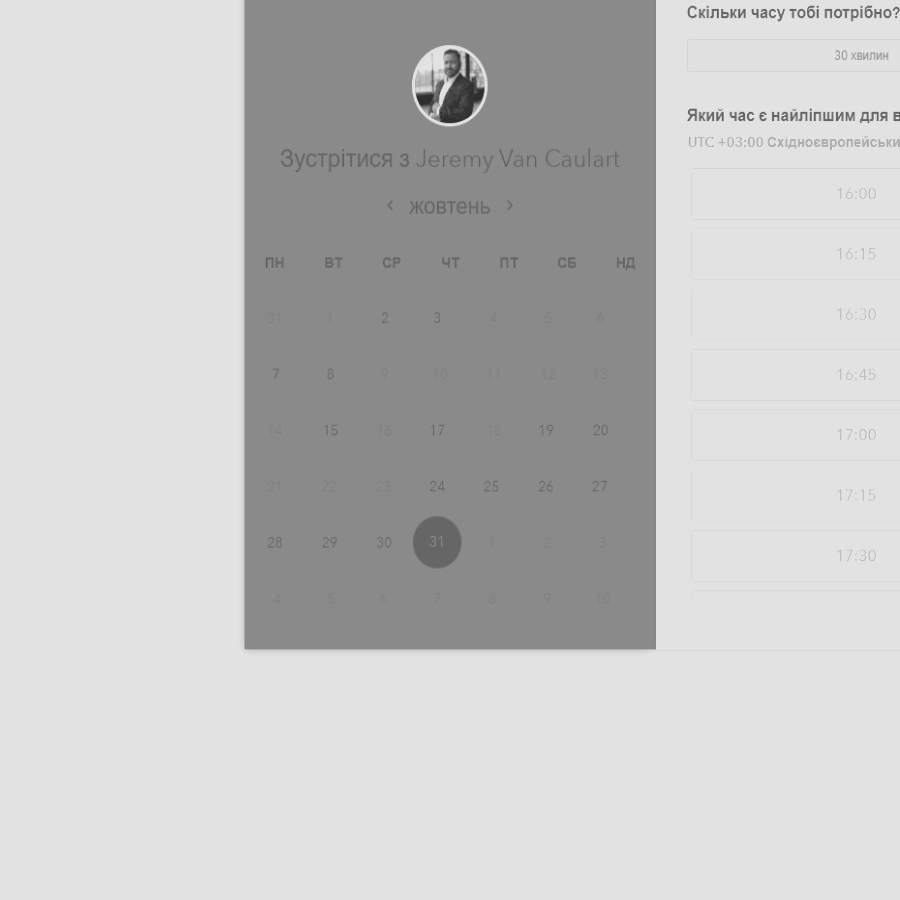 Зустрітися з Jeremy Van Caulart
‹ жовтень ›
ПН ВТ СР ЧТ ПТ СБ НД
31 1 2 3 4 5 6
7 8 9 10 11 12 13
14 15 16 17 18 19 20
21 22 23 24 25 26 27
28 29 30 31 1 2 3
4 5 6 7 8 9 10
Скільки часу тобі потрібно?
30 хвилин
Який час є найліпшим для в
UTC +03:00 Східноєвропейськи
16:00
16:15
16:30
16:45
17:00
17:15
17:30